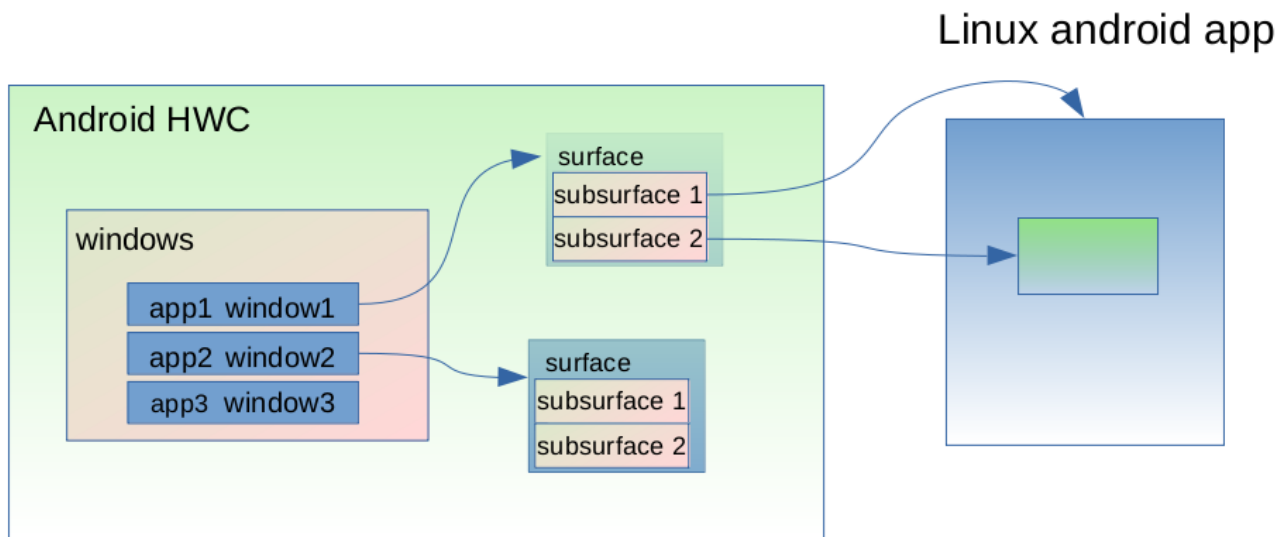 Linux android app
Android HWC
windows
app1 window1
app2 window2
app3 window3
surface
subsurface 1
subsurface 2
surface
subsurface 1
subsurface 2